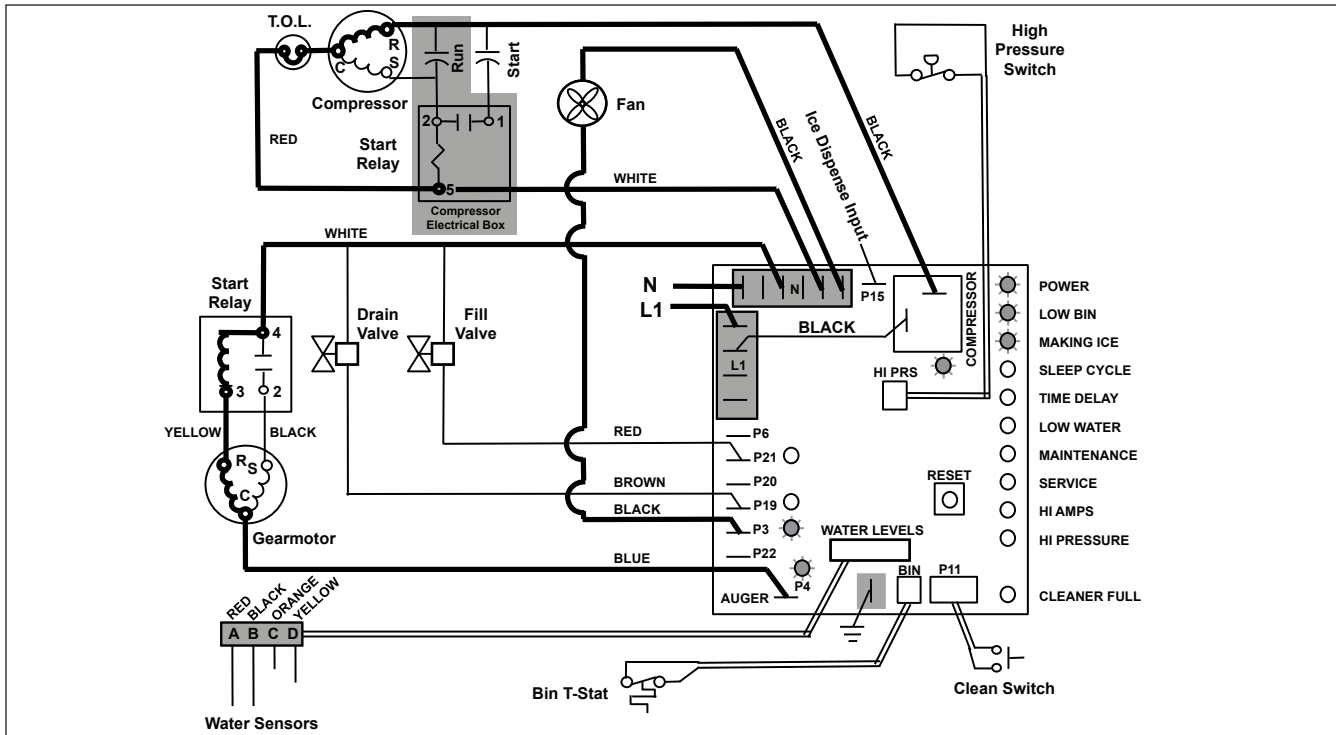 T.O.L.
R
C
S
Compressor
Run
Start
2
1
Start
Relay
5
Compressor
Electrical Box
RED
Fan
BLACK
BLACK
Ice Dispense Input
High
Pressure
Switch
WHITE
WHITE
Start
Relay
4
3
2
YELLOW
BLACK
R
S
C
Gearmotor
Drain
Valve
Fill
Valve
N
L1
N
L1
BLACK
P15
COMPRESSOR
HI PRS
POWER
LOW BIN
MAKING ICE
SLEEP CYCLE
TIME DELAY
LOW WATER
MAINTENANCE
SERVICE
HI AMPS
HI PRESSURE
CLEANER FULL
RESET
RED
BROWN
BLACK
BLUE
P6
P21
P20
P19
P3
P22
P4
AUGER
WATER LEVELS
BIN
P11
RED
BLACK
ORANGE
YELLOW
A B C D
Water Sensors
Bin T-Stat
Clean Switch